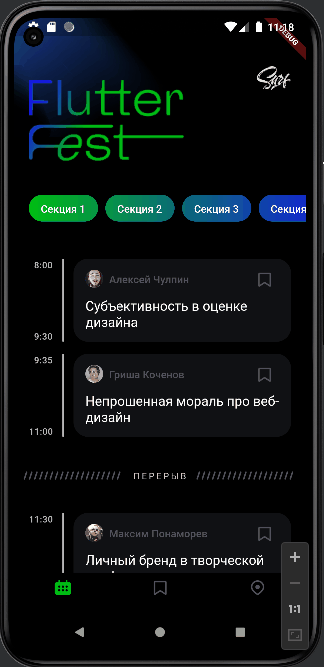 11:18
DEBUG
Flutter
Fest
Surf
Секция 1
Секция 2
Секция 3
Секция
8:00
Алексей Чулпин
Субъективность в оценке
дизайна
9:30
9:35
Гриша Коченов
Непрошенная мораль про веб-
дизайн
11:00
ПЕРЕРЫВ
11:30
Максим Понаморев
Личный бренд в творческой
1:1